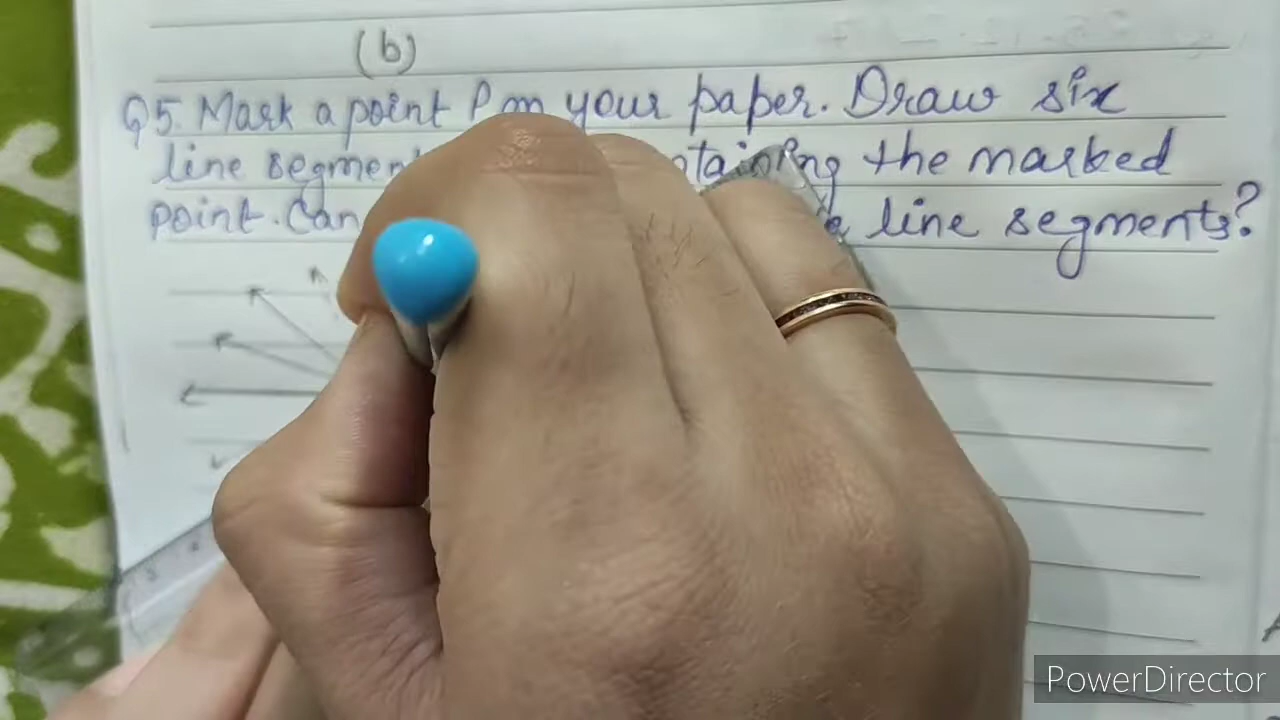 (b)
Q5. Mark a point P on your paper. Draw six
line segmen the marked
point. Can line segments?
PowerDirector